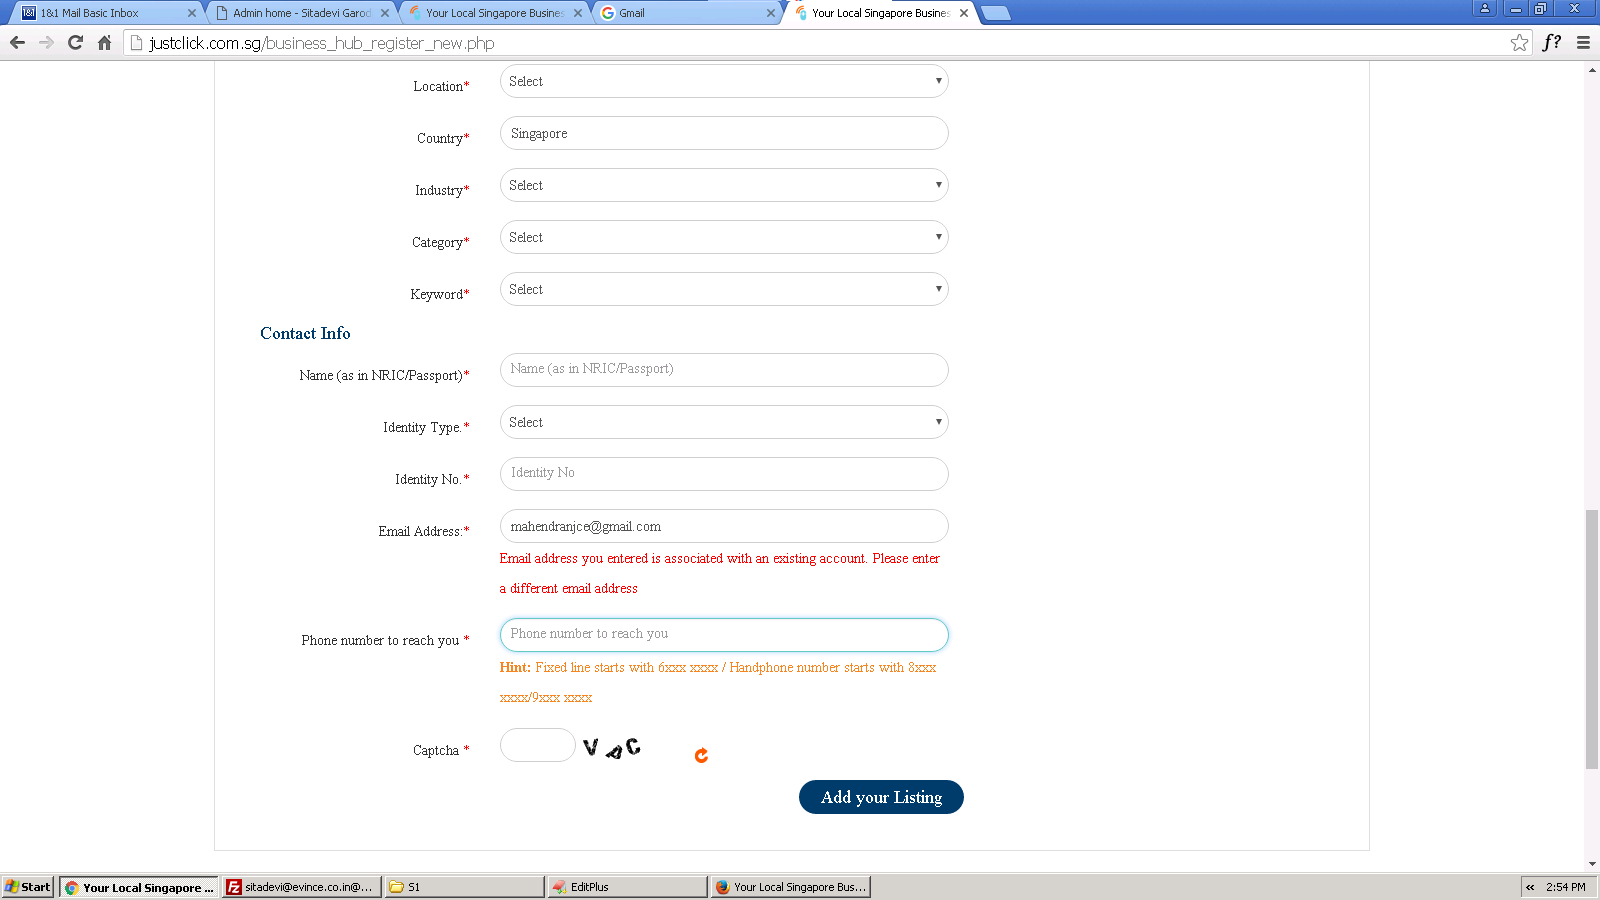 1&1 Mail Basic Inbox
Admin home - Sitadevi Garod
Your Local Singapore Busines
Gmail
Your Local Singapore Busines
justclick.com.sg/business_hub_register_new.php
f?
Location*
Select
Country*
Singapore
Industry*
Select
Category*
Select
Keyword*
Select
Contact Info
Name (as in NRIC/Passport)*
Name (as in NRIC/Passport)
Identity Type.*
Select
Identity No.*
Identity No
Email Address:*
mahendranjce@gmail.com
Email address you entered is associated with an existing account. Please enter
a different email address
Phone number to reach you *
Phone number to reach you
Hint: Fixed line starts with 6xxx xxxx / Handphone number starts with 8xxx
xxxx/9xxx xxxx
Captcha *
Add your Listing
Start
Your Local Singapore ...
sitadevi@evince.co.in@...
S1
EditPlus
Your Local Singapore Bus...
2:54 PM